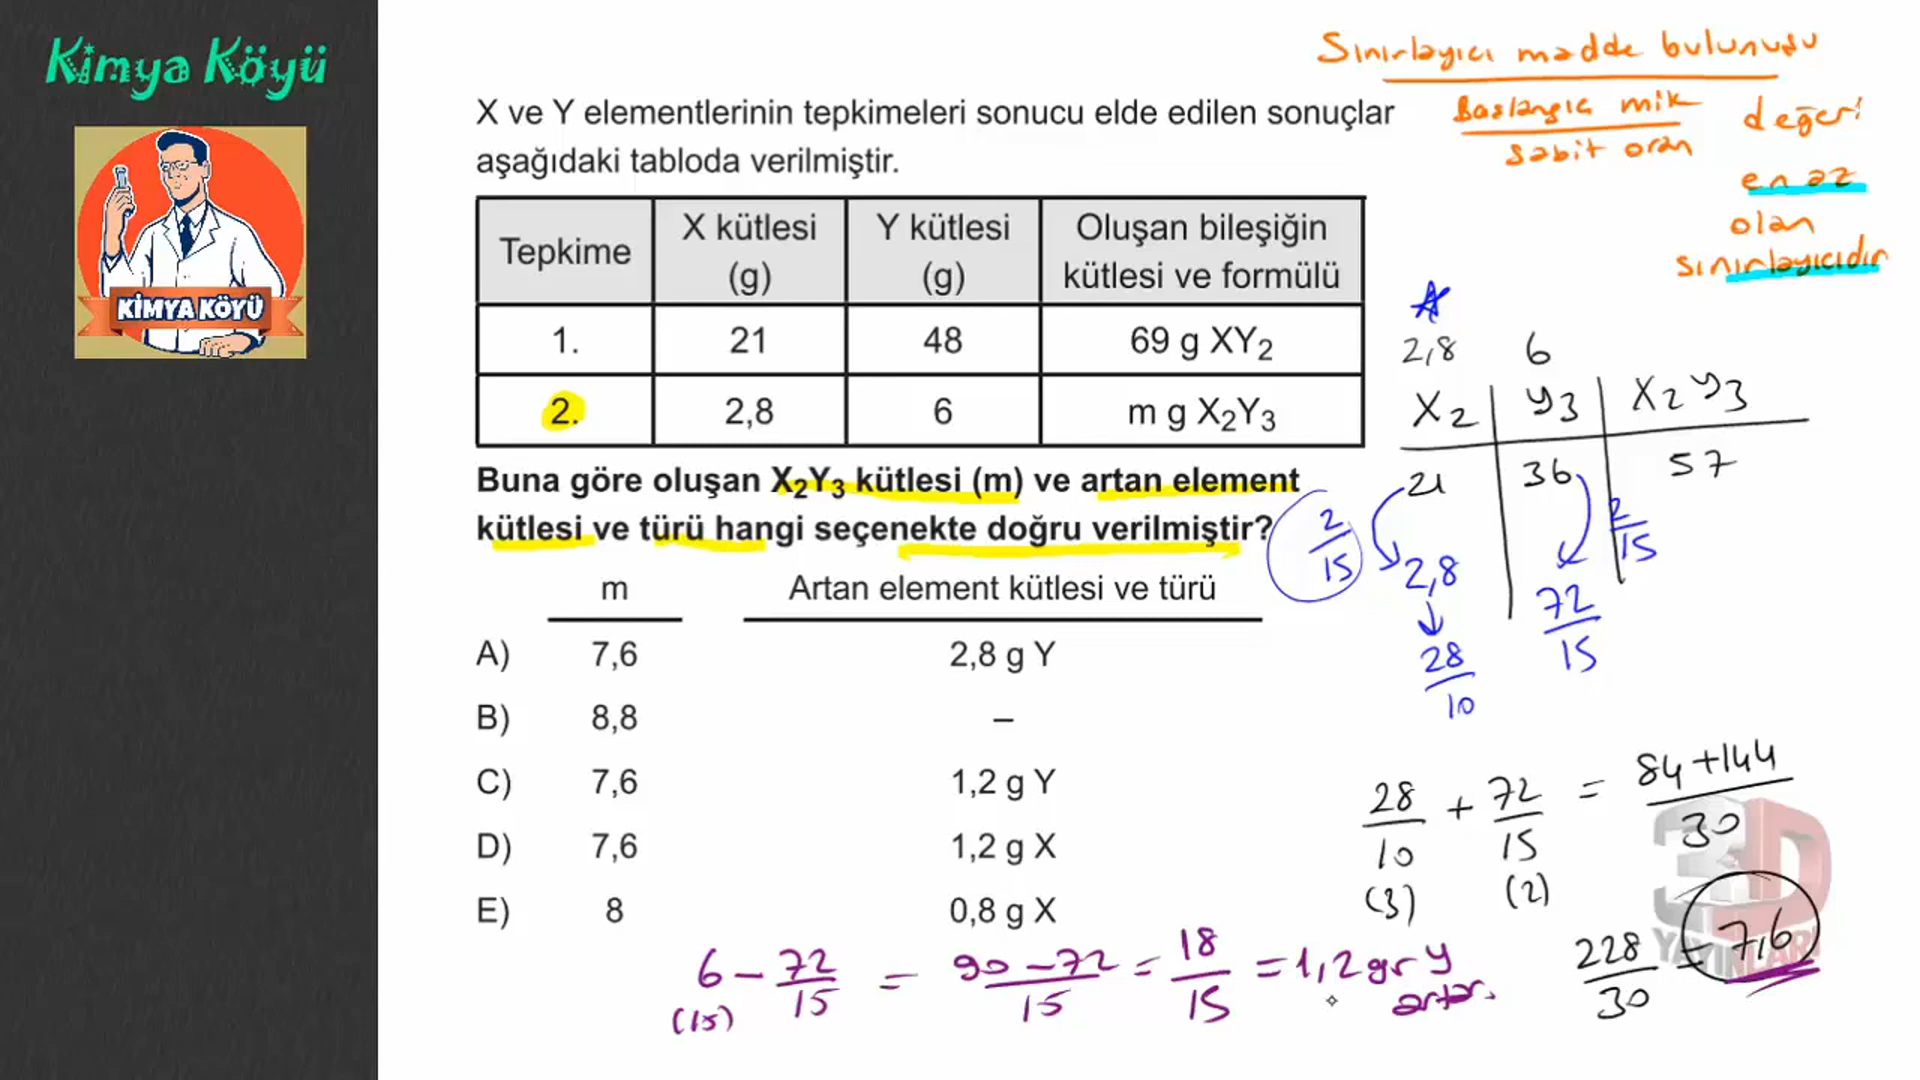 Kimya Köyü
KİMYA KÖYÜ
X ve Y elementlerinin tepkimeleri sonucu elde edilen sonuçlar
aşağıdaki tabloda verilmiştir.
Tepkime X kütlesi (g) Y kütlesi (g) Oluşan bileşiğin kütlesi ve formülü
1. 21 48 69 g XY₂
2. 2,8 6 m g X₂Y₃
Buna göre oluşan X₂Y₃ kütlesi (m) ve artan element
kütlesi ve türü hangi seçenekte doğru verilmiştir?
m Artan element kütlesi ve türü
A) 7,6 2,8 g Y
B) 8,8 –
C) 7,6 1,2 g Y
D) 7,6 1,2 g X
E) 8 0,8 g X
Sınırlayıcı madde bulunuşu
Başlangıç mik
sabit oran
değeri
en az
olan
sınırlayıcıdır
2,8 6
X₂ Y₃ X₂Y₃
21 36 57
2/15 2/15
2,8 72/15
28/10
28/10 + 72/15 = 84+144/30
(3) (2)
228/30 = 7,6
6 − 72/15 = 90−72/15 = 18/15 = 1,2 gr Y
(15) artar.
3D
YAYINLARI